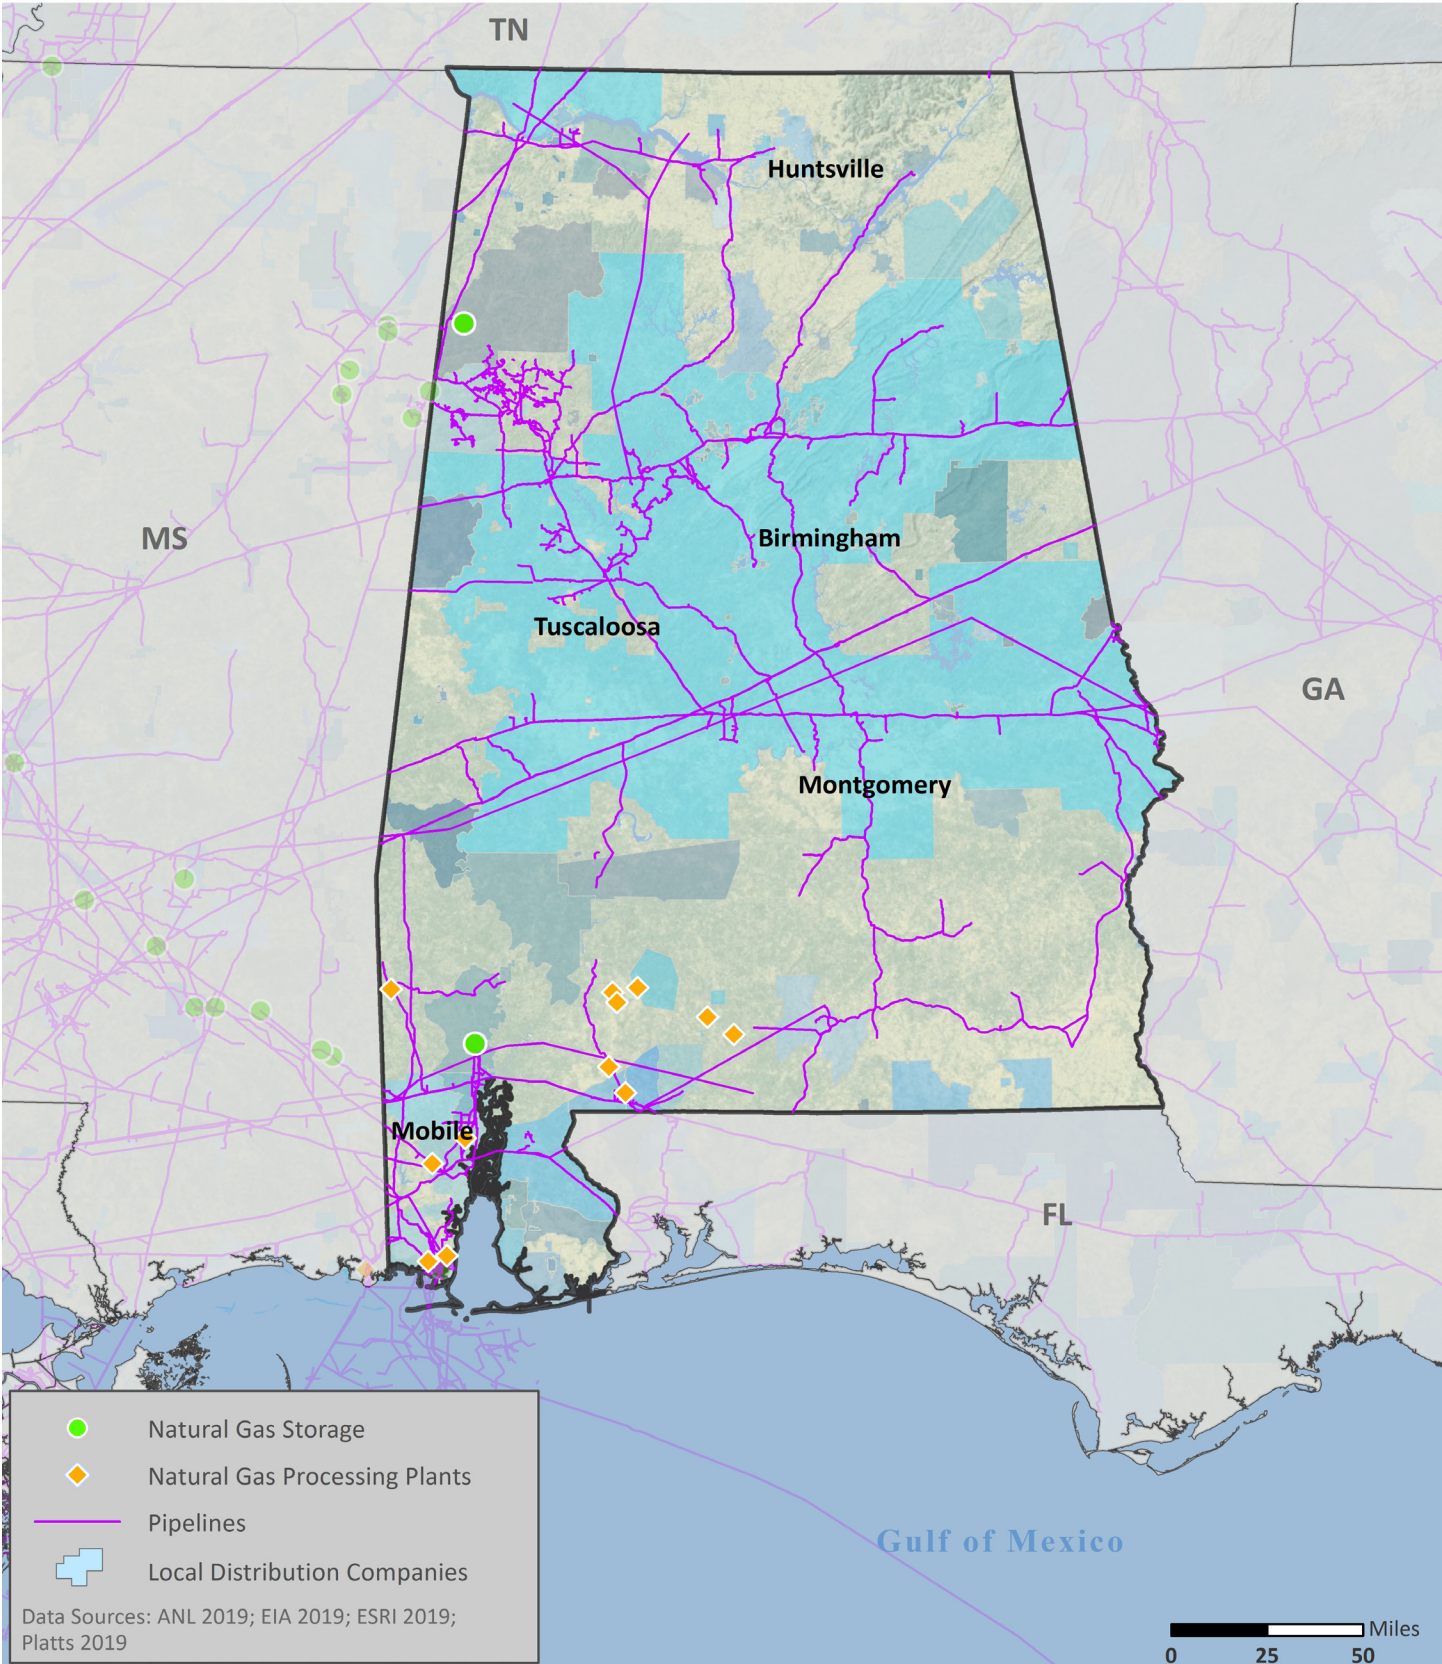 TN
Huntsville
MS
Birmingham
Tuscaloosa
GA
Montgomery
Mobile
FL
Natural Gas Storage
Natural Gas Processing Plants
Pipelines
Local Distribution Companies
Data Sources: ANL 2019; EIA 2019; ESRI 2019;
Platts 2019
Gulf of Mexico
Miles
0 25 50